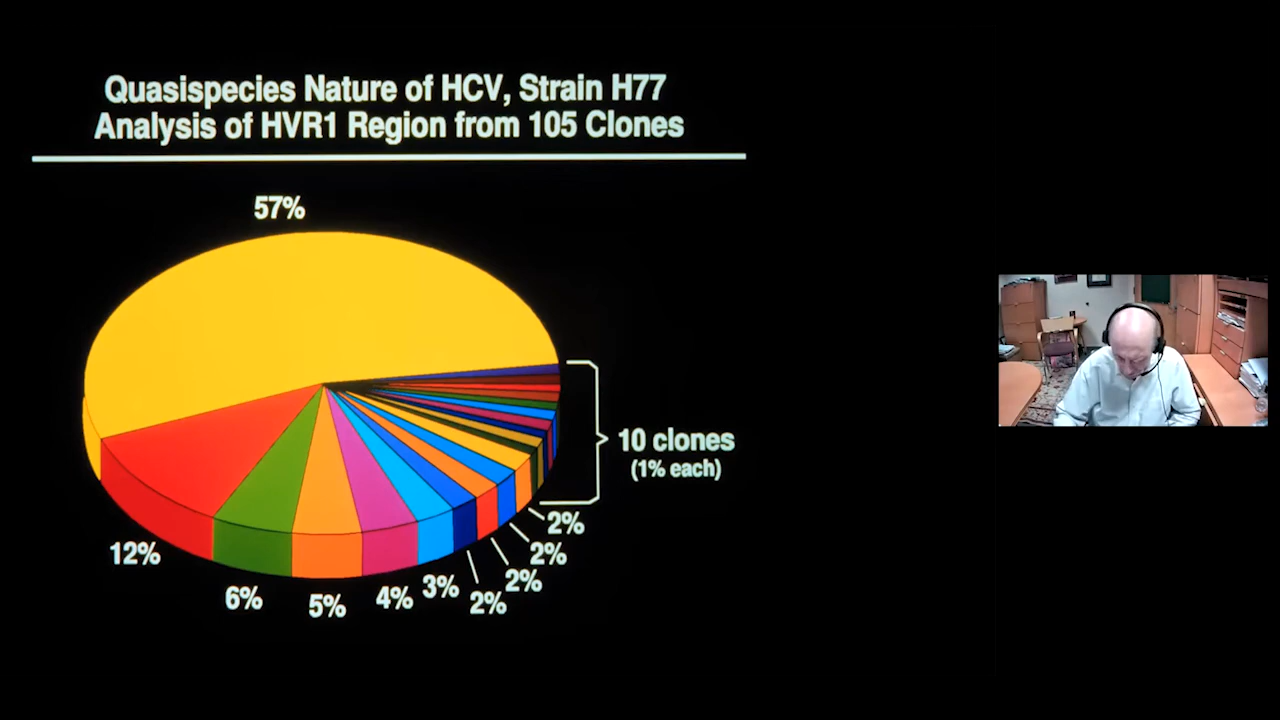 Quasispecies Nature of HCV, Strain H77
Analysis of HVR1 Region from 105 Clones
57%
10 clones
(1% each)
12%
6%
5%
4%
3%
2%
2%
2%
2%